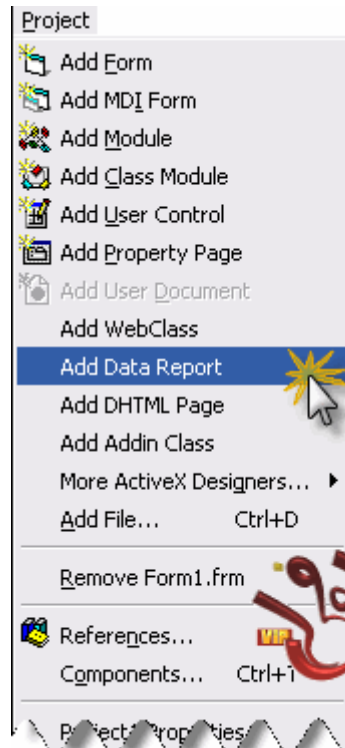 Project
Add Form
Add MDI Form
Add Module
Add Class Module
Add User Control
Add Property Page
Add User Document
Add WebClass
Add Data Report
Add DHTML Page
Add Addin Class
More ActiveX Designers...
Add File... Ctrl+D
Remove Form1.frm
References... VIP
Components... Ctrl+T